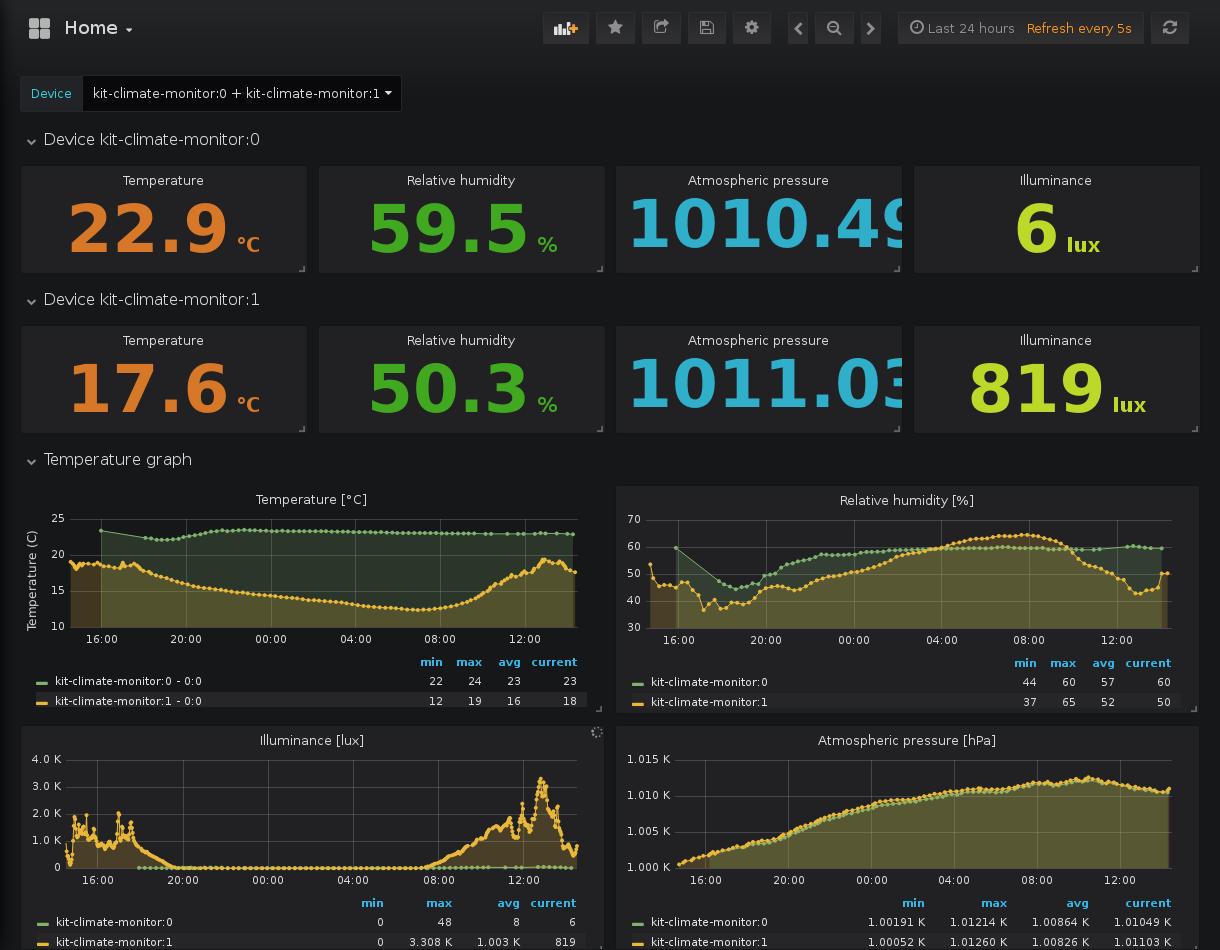 Home
Last 24 hours Refresh every 5s
Device kit-climate-monitor:0 + kit-climate-monitor:1
Device kit-climate-monitor:0
Temperature Relative humidity Atmospheric pressure Illuminance
22.9 °C 59.5 % 1010.49 6 lux
Device kit-climate-monitor:1
Temperature Relative humidity Atmospheric pressure Illuminance
17.6 °C 50.3 % 1011.03 819 lux
Temperature graph
Temperature [°C]
Temperature (C)
25
20
15
10
16:00 20:00 00:00 04:00 08:00 12:00
min max avg current
kit-climate-monitor:0 - 0:0 22 24 23 23
kit-climate-monitor:1 - 0:0 12 19 16 18
Relative humidity [%]
70
60
50
40
30
16:00 20:00 00:00 04:00 08:00 12:00
min max avg current
kit-climate-monitor:0 44 60 57 60
kit-climate-monitor:1 37 65 52 50
Illuminance [lux]
4.0 K
3.0 K
2.0 K
1.0 K
0
16:00 20:00 00:00 04:00 08:00 12:00
min max avg current
kit-climate-monitor:0 0 48 8 6
kit-climate-monitor:1 0 3.308 K 1.003 K 819
Atmospheric pressure [hPa]
1.015 K
1.010 K
1.005 K
1.000 K
16:00 20:00 00:00 04:00 08:00 12:00
min max avg current
kit-climate-monitor:0 1.00191 K 1.01214 K 1.00864 K 1.01049 K
kit-climate-monitor:1 1.00052 K 1.01260 K 1.00826 K 1.01103 K